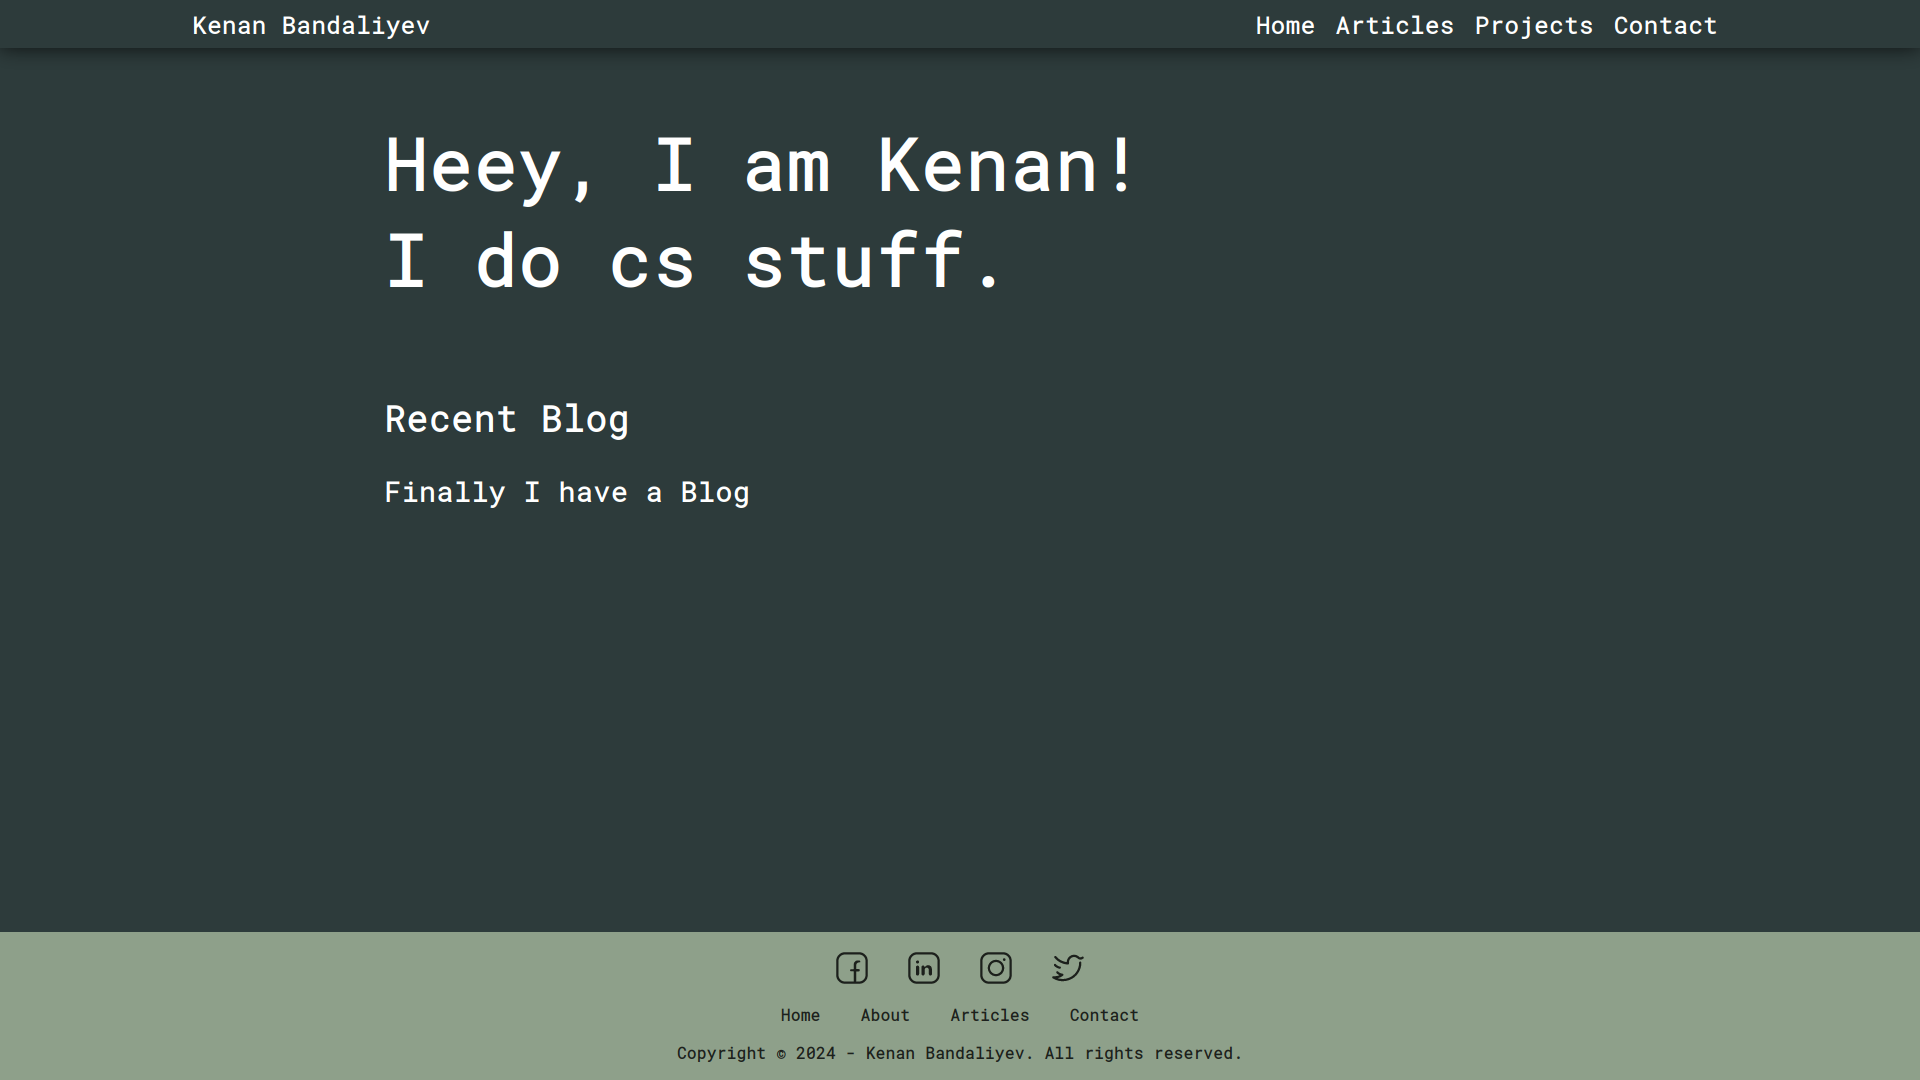 Kenan Bandaliyev
Home Articles Projects Contact
Heey, I am Kenan!
I do cs stuff.
Recent Blog
Finally I have a Blog
Home About Articles Contact
Copyright © 2024 - Kenan Bandaliyev. All rights reserved.